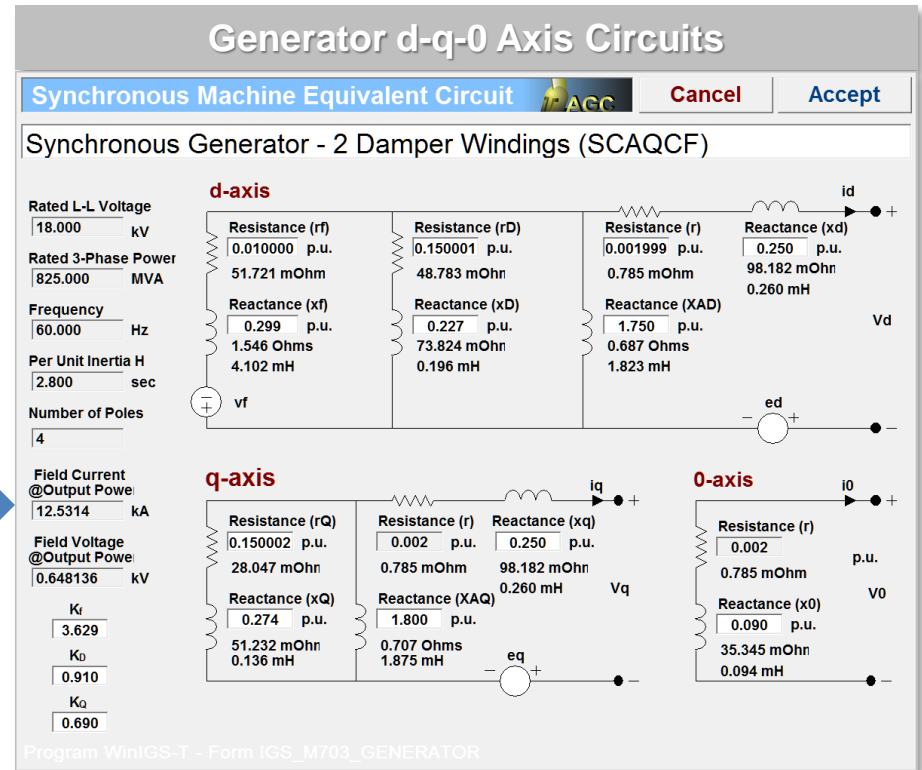 Generator d-q-0 Axis Circuits
Synchronous Machine Equivalent Circuit AGC Cancel Accept
Synchronous Generator - 2 Damper Windings (SCAQCF)
Rated L-L Voltage
18.000 kV
Rated 3-Phase Power
825.000 MVA
Frequency
60.000 Hz
Per Unit Inertia H
2.800 sec
Number of Poles
4
Field Current
@Output Powe
12.5314 kA
Field Voltage
@Output Powe
0.648136 kV
Kf
3.629
KD
0.910
KQ
0.690
d-axis
Resistance (rf)
0.010000 p.u.
51.721 mOhm
Reactance (xf)
0.299 p.u.
1.546 Ohms
4.102 mH
vf
Resistance (rD)
0.150001 p.u.
48.783 mOhm
Reactance (xD)
0.227 p.u.
73.824 mOhm
0.196 mH
Resistance (r)
0.001999 p.u.
0.785 mOhm
Reactance (XAD)
1.750 p.u.
0.687 Ohms
1.823 mH
id
+
Reactance (xd)
0.250 p.u.
98.182 mOhm
0.260 mH
Vd
ed
− +
−
q-axis
Resistance (rQ)
0.150002 p.u.
28.047 mOhm
Reactance (xQ)
0.274 p.u.
51.232 mOhm
0.136 mH
Resistance (r)
0.002 p.u.
0.785 mOhm
Reactance (XAQ)
1.800 p.u.
0.707 Ohms
1.875 mH
iq
+
Reactance (xq)
0.250 p.u.
98.182 mOhm
0.260 mH
Vq
eq
− +
−
0-axis
i0
+
Resistance (r)
0.002
p.u.
0.785 mOhm
V0
Reactance (x0)
0.090 p.u.
35.345 mOhm
0.094 mH
−
Program WinIGS-T - Form IGS_M703_GENERATOR